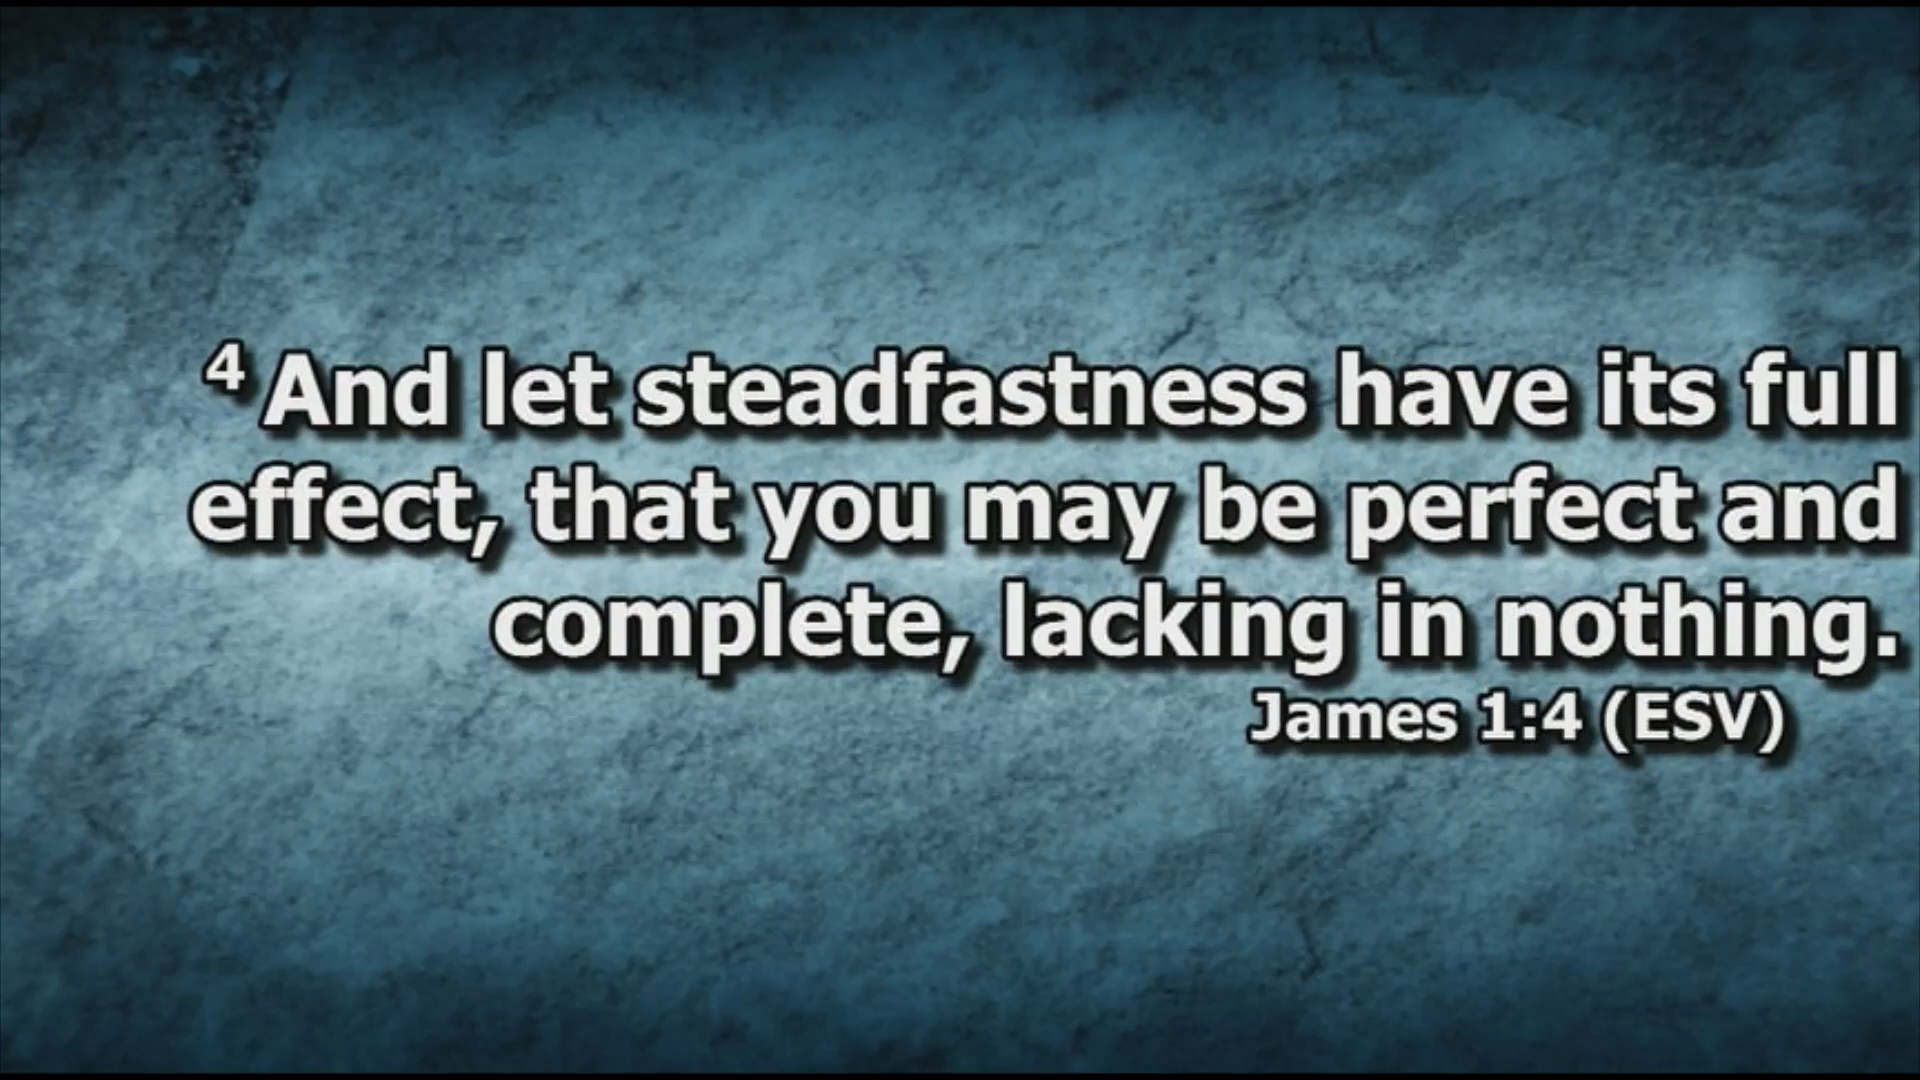 4 And let steadfastness have its full
effect, that you may be perfect and
complete, lacking in nothing.
James 1:4 (ESV)